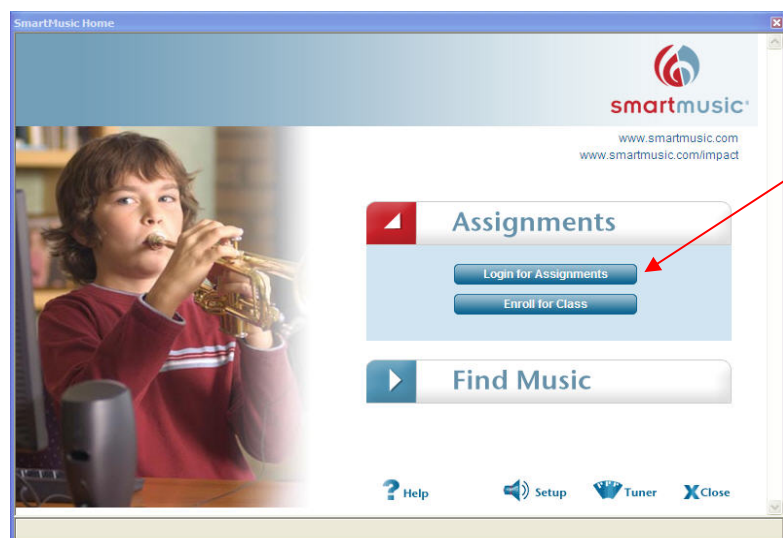 SmartMusic Home
smartmusic®
www.smartmusic.com
www.smartmusic.com/impact
Assignments
Login for Assignments
Enroll for Class
Find Music
? Help
Setup
Tuner
X Close